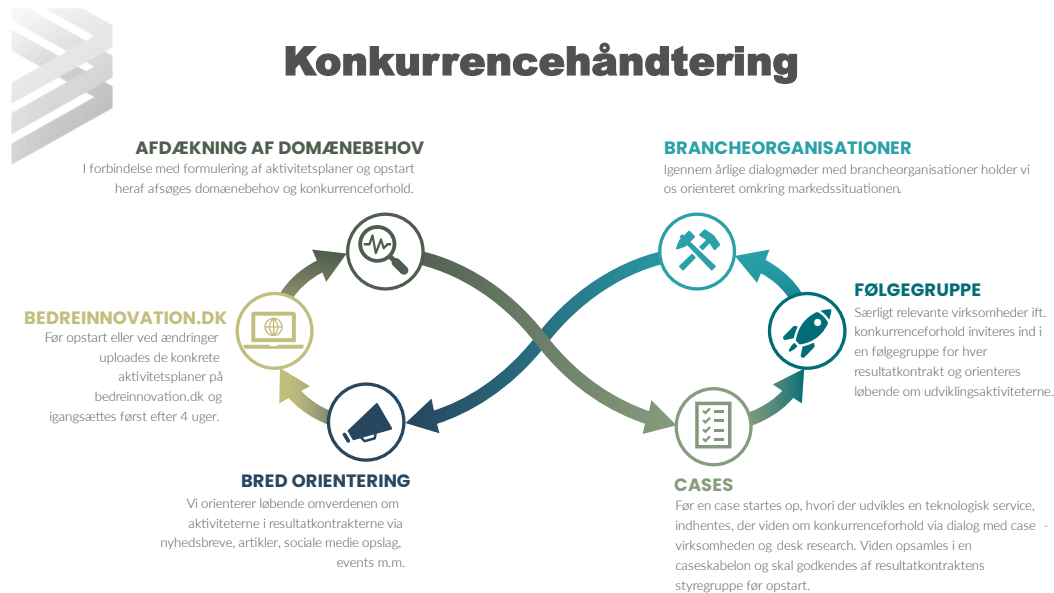 Konkurrencehåndtering
AFDÆKNING AF DOMÆNEBEHOV
I forbindelse med formulering af aktivitetsplaner og opstart
heraf afsøges domænebehov og konkurrenceforhold.
BRANCHEORGANISATIONER
Igennem årlige dialogmøder med brancheorganisationer holder vi
os orienteret omkring markedssituationen.
BEDREINNOVATION.DK
Før opstart eller ved ændringer
uploades de konkrete
aktivitetsplaner på
bedreinnovation.dk og
igangsættes først efter 4 uger.
FØLGEGRUPPE
Særligt relevante virksomheder ift.
konkurrenceforhold inviteres ind i
en følgegruppe for hver
resultatkontrakt og orienteres
løbende om udviklingsaktiviteterne.
BRED ORIENTERING
Vi orienterer løbende omverdenen om
aktiviteterne i resultatkontrakterne via
nyhedsbreve, artikler, sociale medie opslag,
events m.m.
CASES
Før en case startes op, hvori der udvikles en teknologisk service,
indhentes, der viden om konkurrenceforhold via dialog med case -
virksomheden og desk research. Viden opsamles i en
caseskabelon og skal godkendes af resultatkontraktens
styregruppe før opstart.